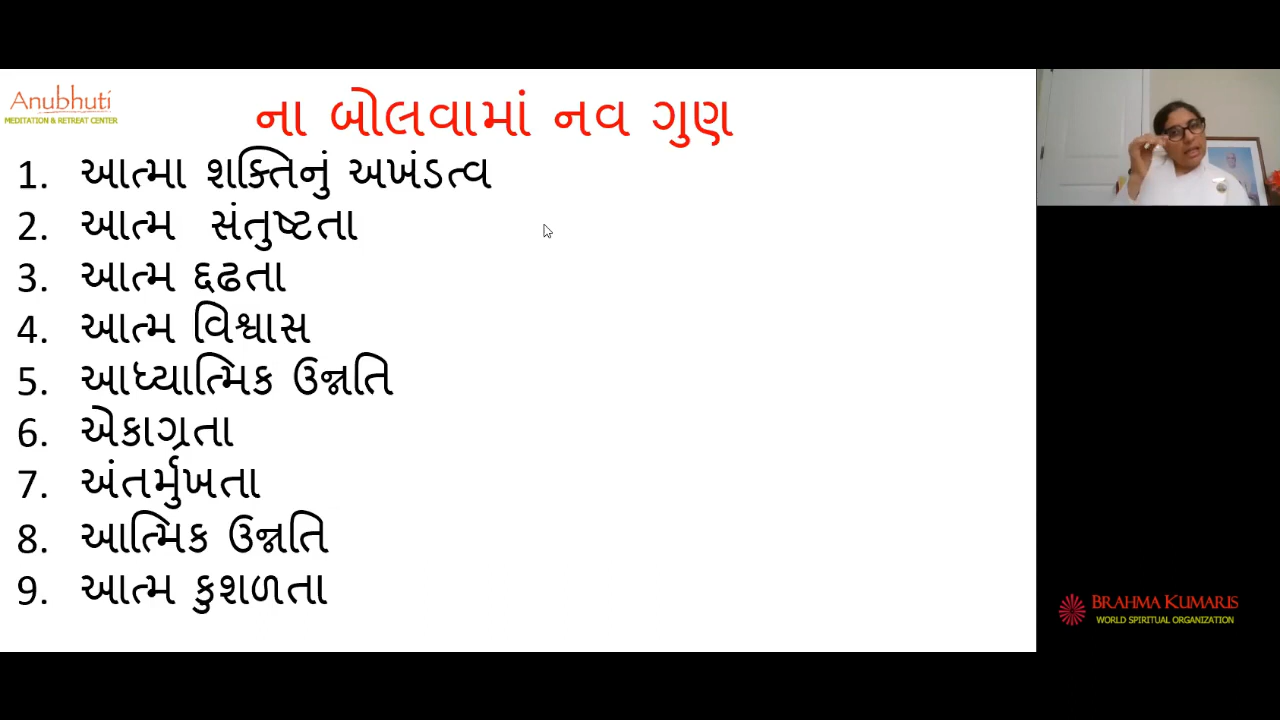 Anubhuti
MEDITATION & RETREAT CENTER
ના બોલવામાં નવ ગુણ
1. આત્મા શક્તિનું અખંડત્વ
2. આત્મ સંતુષ્ટતા
3. આત્મ દ્દઢતા
4. આત્મ વિશ્વાસ
5. આધ્યાત્મિક ઉન્નતિ
6. એકાગ્રતા
7. અંતર્મુખતા
8. આત્મિક ઉન્નતિ
9. આત્મ કુશળતા
BRAHMA KUMARIS
WORLD SPIRITUAL ORGANIZATION